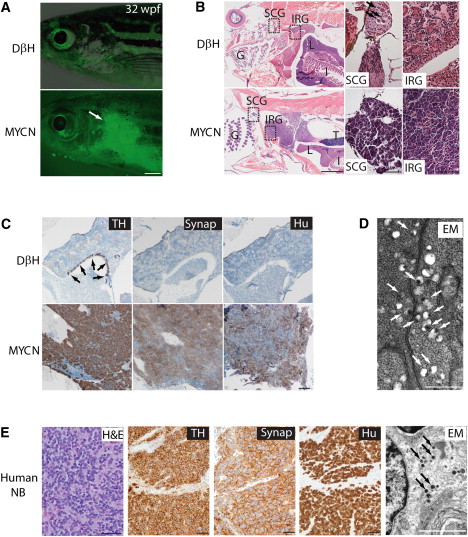 A
32 wpf
DβH
MYCN
B
DβH
SCG
IRG
G
L
I
SCG
IRG
MYCN
SCG
IRG
G
T
L
I
SCG
IRG
C
TH
Synap
Hu
DβH
MYCN
D
EM
E
H&E
TH
Synap
Hu
EM
Human
NB